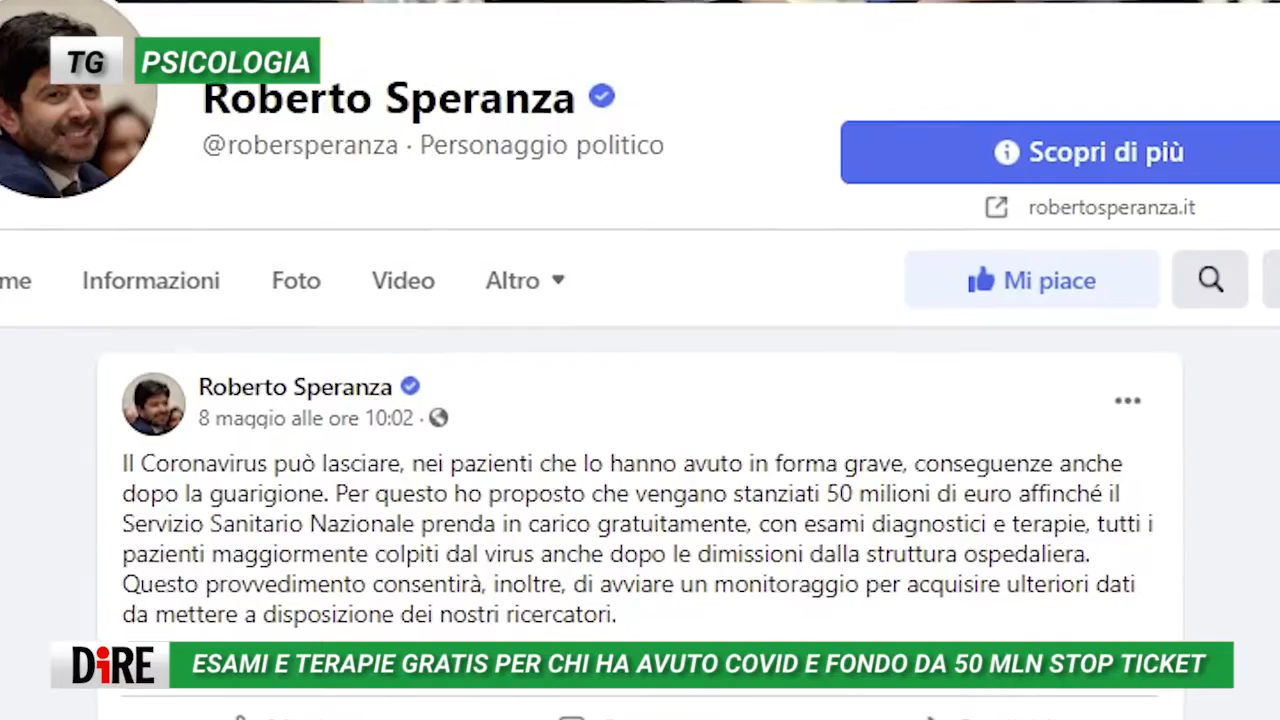 TG PSICOLOGIA
Roberto Speranza
@robersperanza · Personaggio politico
Scopri di più
robertosperanza.it
me Informazioni Foto Video Altro
Mi piace
Roberto Speranza
8 maggio alle ore 10:02 ·
Il Coronavirus può lasciare, nei pazienti che lo hanno avuto in forma grave, conseguenze anche
dopo la guarigione. Per questo ho proposto che vengano stanziati 50 milioni di euro affinché il
Servizio Sanitario Nazionale prenda in carico gratuitamente, con esami diagnostici e terapie, tutti i
pazienti maggiormente colpiti dal virus anche dopo le dimissioni dalla struttura ospedaliera.
Questo provvedimento consentirà, inoltre, di avviare un monitoraggio per acquisire ulteriori dati
da mettere a disposizione dei nostri ricercatori.
DiRE ESAMI E TERAPIE GRATIS PER CHI HA AVUTO COVID E FONDO DA 50 MLN STOP TICKET